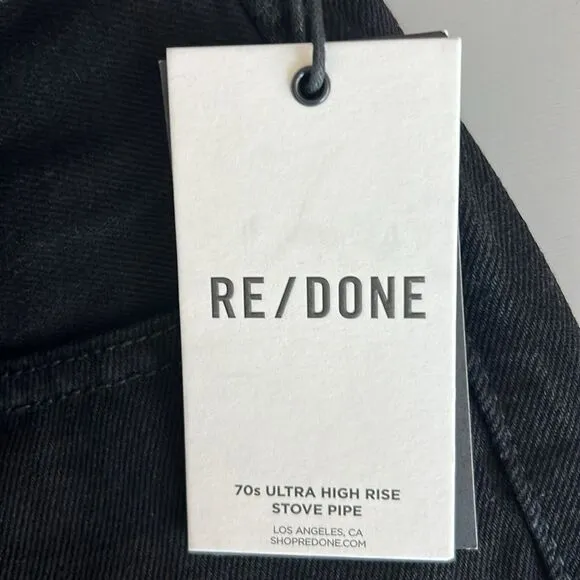 RE/DONE
70s ULTRA HIGH RISE
STOVE PIPE
LOS ANGELES, CA
SHOPREDONE.COM